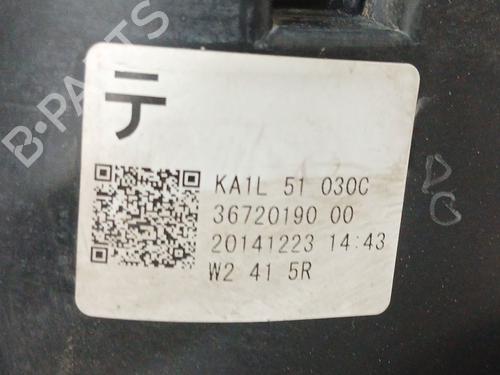 テ
KA1L 51 030C
36720190 00
20141223 14:43
W2 41 5R
B-PARTS